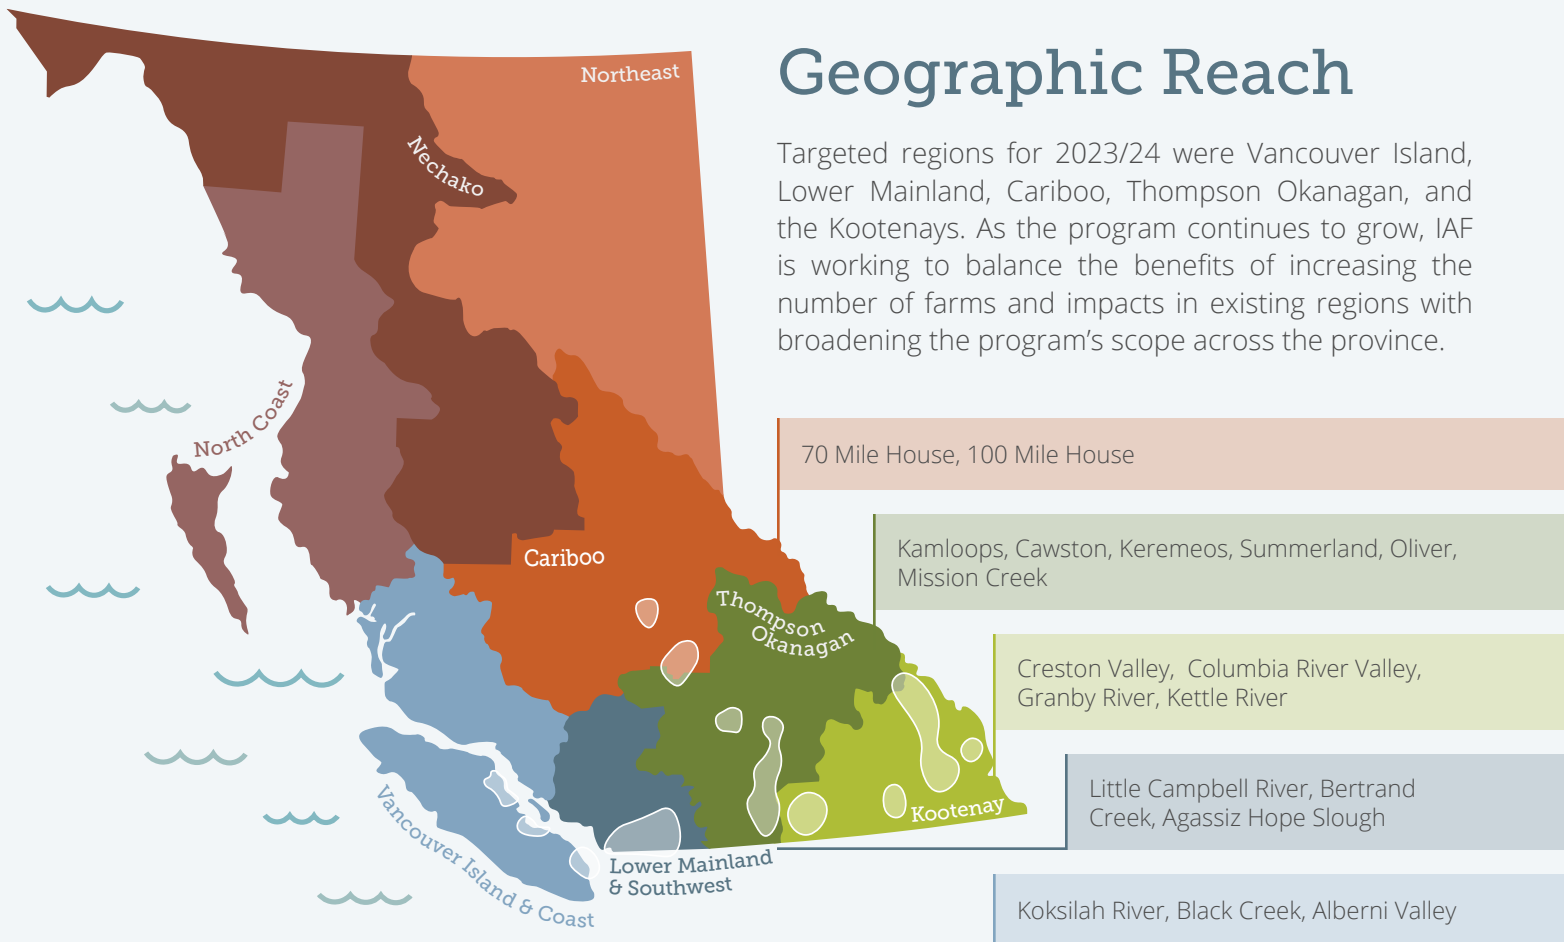 Geographic Reach
Targeted regions for 2023/24 were Vancouver Island,
Lower Mainland, Cariboo, Thompson Okanagan, and
the Kootenays. As the program continues to grow, IAF
is working to balance the benefits of increasing the
number of farms and impacts in existing regions with
broadening the program’s scope across the province.
Northeast
Nechako
North Coast
Cariboo
Thompson
Okanagan
Kootenay
Lower Mainland
& Southwest
Vancouver Island & Coast
70 Mile House, 100 Mile House
Kamloops, Cawston, Keremeos, Summerland, Oliver,
Mission Creek
Creston Valley,  Columbia River Valley,
Granby River, Kettle River
Little Campbell River, Bertrand
Creek, Agassiz Hope Slough
Koksilah River, Black Creek, Alberni Valley